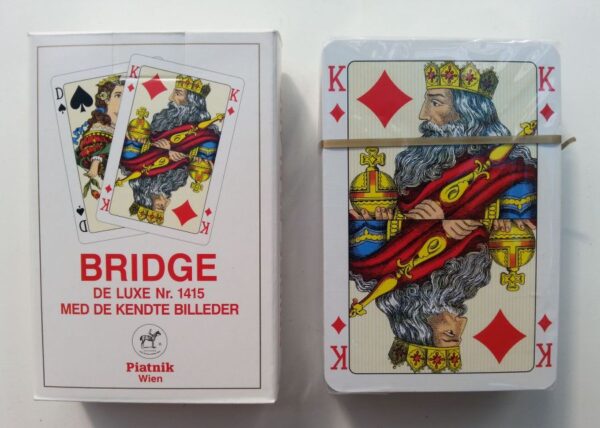 D
K
K
D
K
BRIDGE
DE LUXE Nr. 1415
MED DE KENDTE BILLEDER
Piatnik
Wien
K
K
K
K